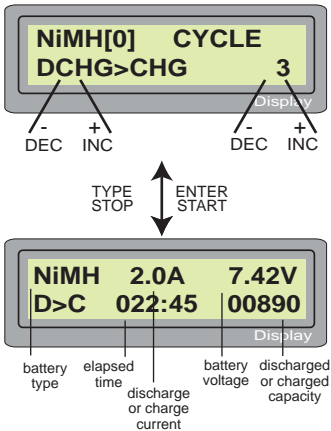 NiMH[0] CYCLE
DCHG>CHG 3
Display
- + - +
DEC INC DEC INC
TYPE ENTER
STOP START
NiMH 2.0A 7.42V
D>C 022:45 00890
Display
battery elapsed battery discharged
type time voltage or charged
discharge capacity
or charge
current